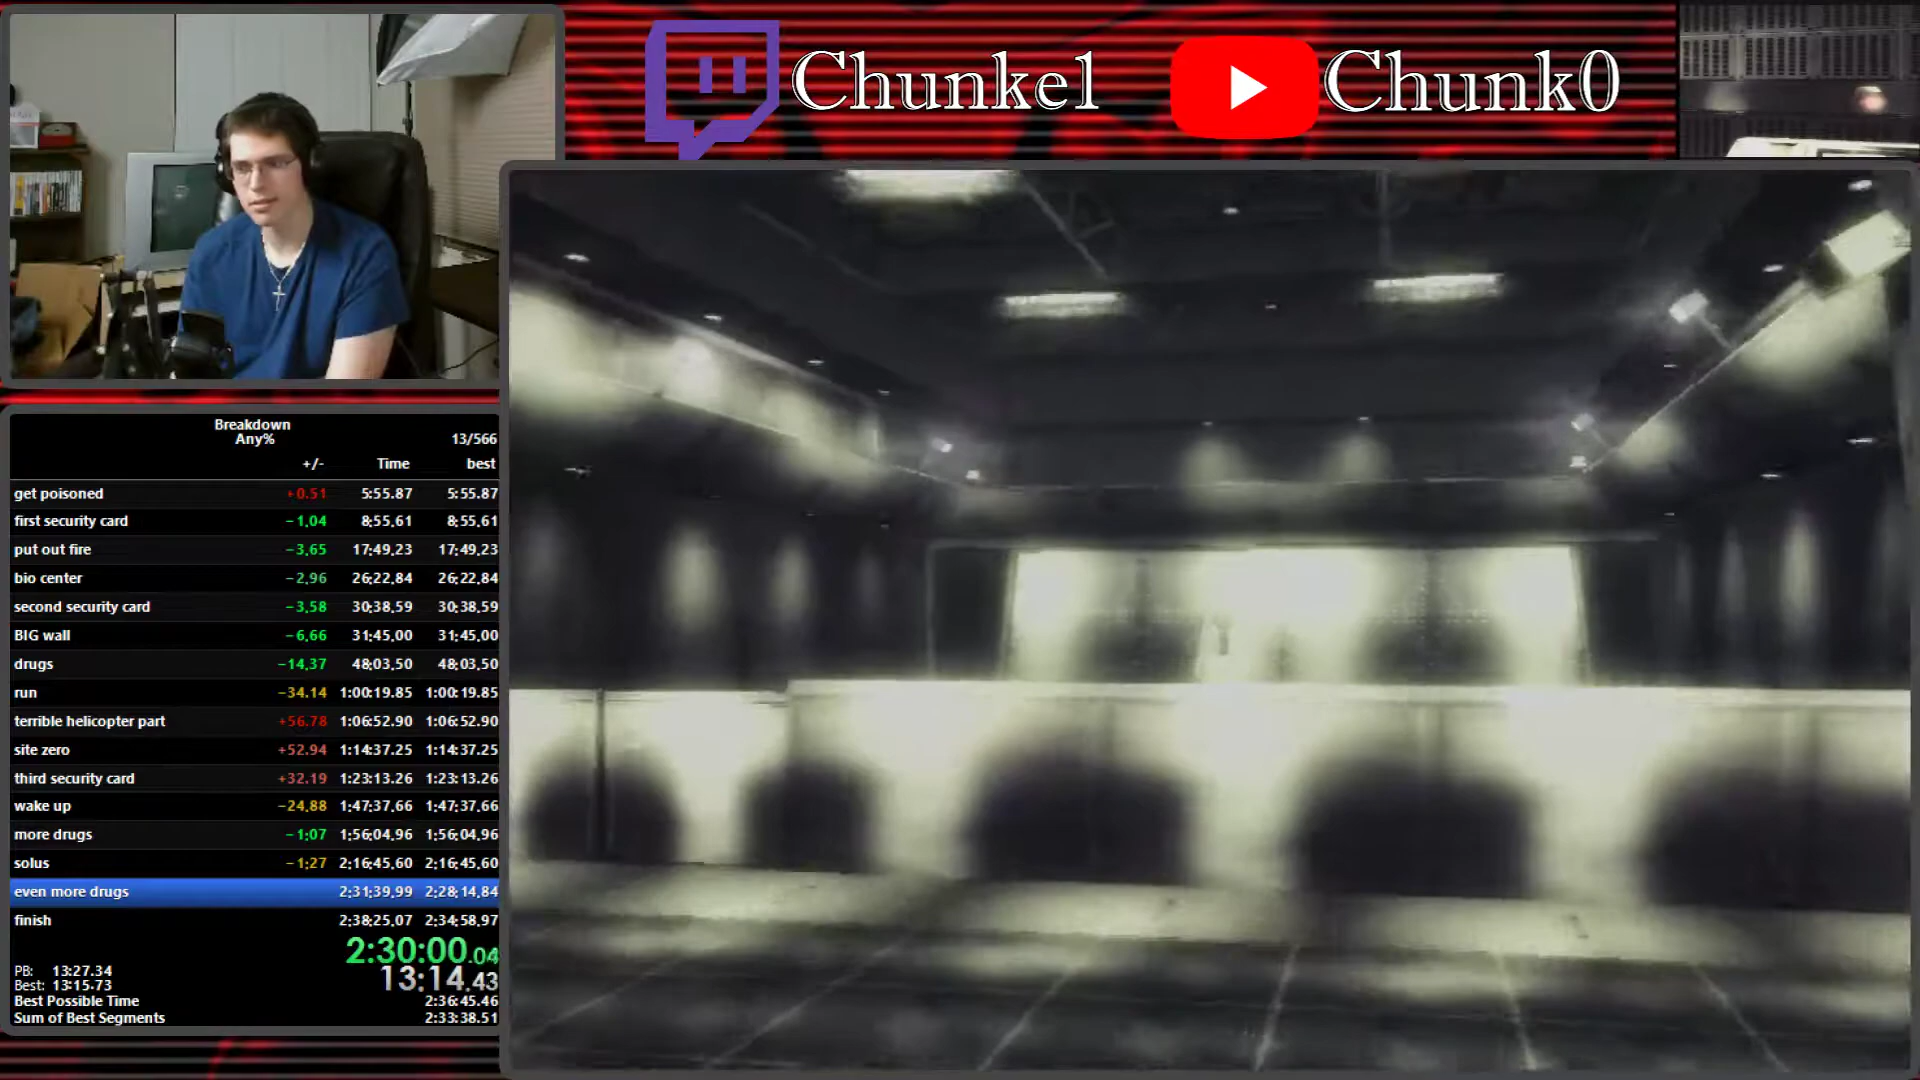 Chunke1
Chunk0
Breakdown
Any% 13/566
+/- Time best
get poisoned +0.51 5:55.87 5:55.87
first security card −1.04 8:55.61 8:55.61
put out fire −3.65 17:49.23 17:49.23
bio center −2.96 26:22.84 26:22.84
second security card −3.58 30:38.59 30:38.59
BIG wall −6.66 31:45.00 31:45.00
drugs −14.37 48:03.50 48:03.50
run −34.14 1:00:19.85 1:00:19.85
terrible helicopter part +56.78 1:06:52.90 1:06:52.90
site zero +52.94 1:14:37.25 1:14:37.25
third security card +32.19 1:23:13.26 1:23:13.26
wake up −24.88 1:47:37.66 1:47:37.66
more drugs −1:07 1:56:04.96 1:56:04.96
solus −1:27 2:16:45.60 2:16:45.60
even more drugs 2:31:39.99 2:28:14.84
finish 2:38:25.07 2:34:58.97
2:30:00.04
PB: 13:27.34
Best: 13:15.73
13:14.43
Best Possible Time 2:36:45.46
Sum of Best Segments 2:33:38.51